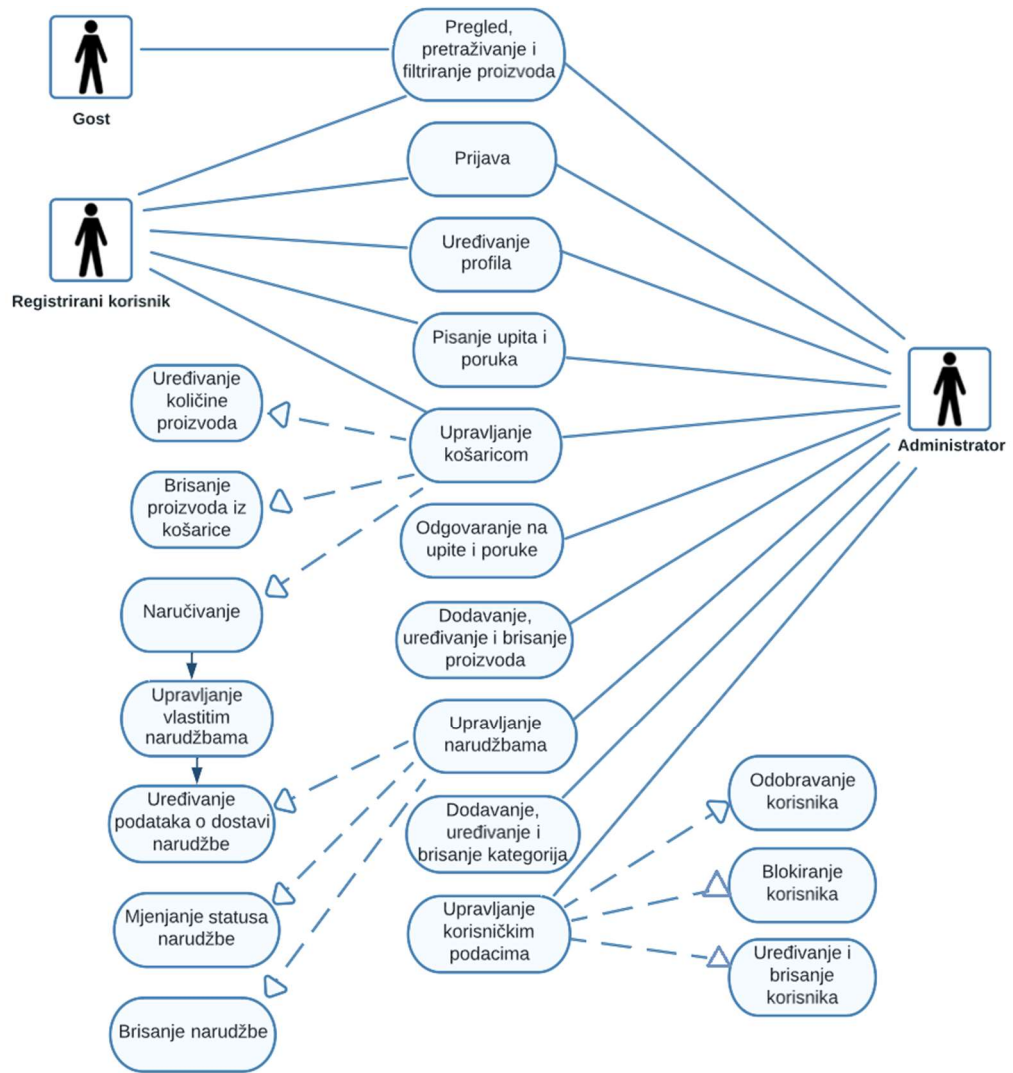 Pregled,
pretraživanje i
filtriranje proizvoda
Gost
Prijava
Uređivanje
profila
Registrirani korisnik
Pisanje upita i
poruka
Administrator
Uređivanje
količine
proizvoda
Upravljanje
košaricom
Brisanje
proizvoda iz
košarice
Odgovaranje na
upite i poruke
Naručivanje
Dodavanje,
uređivanje i brisanje
proizvoda
Upravljanje
vlastitim
narudžbama
Upravljanje
narudžbama
Uređivanje
podataka o dostavi
narudžbe
Dodavanje,
uređivanje i
brisanje kategorija
Odobravanje
korisnika
Mjenjanje statusa
narudžbe
Upravljanje
korisničkim
podacima
Blokiranje
korisnika
Uređivanje i
brisanje
korisnika
Brisanje narudžbe